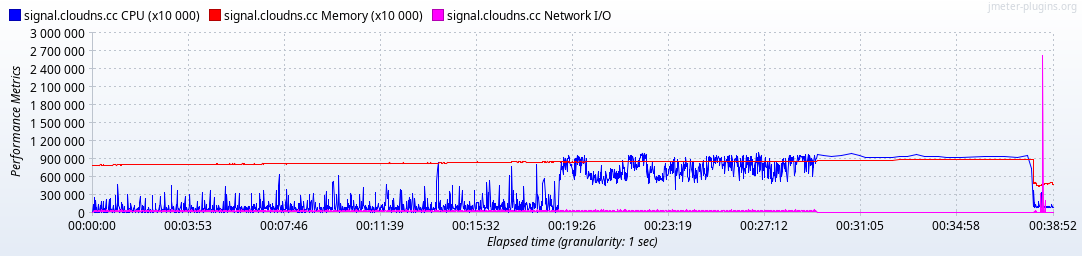 jmeter-plugins.org
signal.cloudns.cc CPU (x10 000) signal.cloudns.cc Memory (x10 000) signal.cloudns.cc Network I/O
Performance Metrics
3 000 000
2 700 000
2 400 000
2 100 000
1 800 000
1 500 000
1 200 000
900 000
600 000
300 000
0
00:00:00 00:03:53 00:07:46 00:11:39 00:15:32 00:19:26 00:23:19 00:27:12 00:31:05 00:34:58 00:38:52
Elapsed time (granularity: 1 sec)